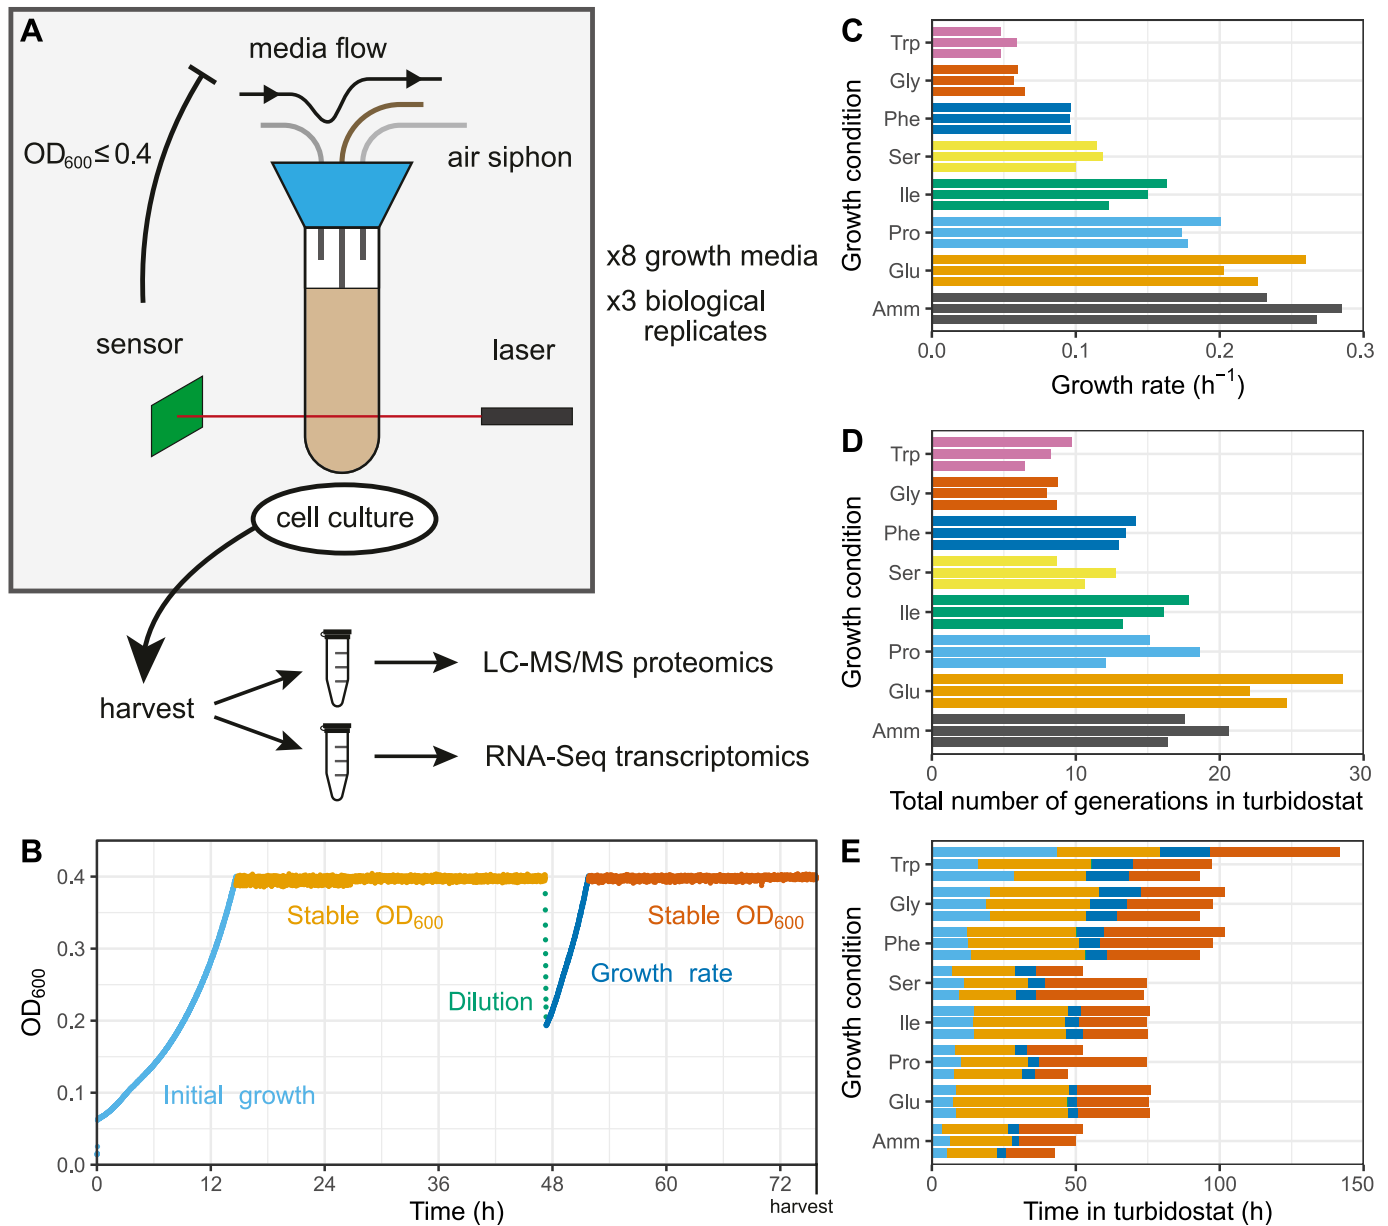 A
media flow
OD600 ≤ 0.4
air siphon
x8 growth media
x3 biological
replicates
sensor
laser
cell culture
harvest
LC-MS/MS proteomics
RNA-Seq transcriptomics
B
OD600
0.4
0.3
0.2
0.1
0.0
Stable OD600
Stable OD600
Growth rate
Dilution
Initial growth
0
12
24
36
48
60
72
harvest
Time (h)
C
Growth condition
Trp
Gly
Phe
Ser
Ile
Pro
Glu
Amm
0.0
0.1
0.2
0.3
Growth rate (h−1)
D
Growth condition
Trp
Gly
Phe
Ser
Ile
Pro
Glu
Amm
0
10
20
30
Total number of generations in turbidostat
E
Growth condition
Trp
Gly
Phe
Ser
Ile
Pro
Glu
Amm
0
50
100
150
Time in turbidostat (h)